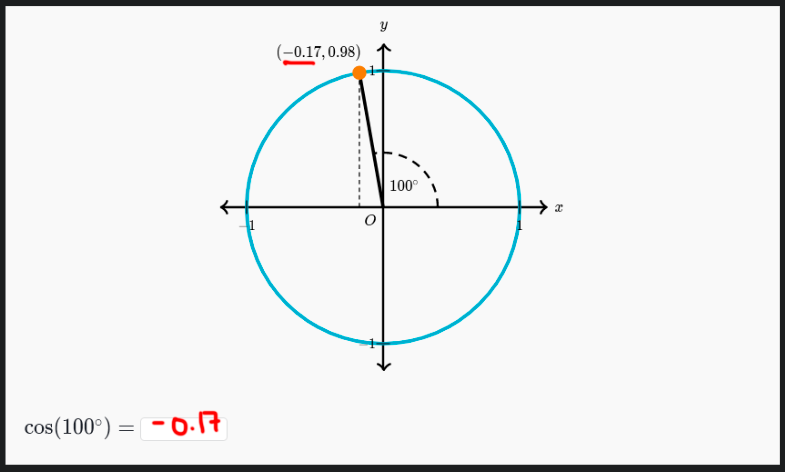 y
(−0.17, 0.98)
1
100°
x
O
−1
1
−1
cos(100°) = -0.17